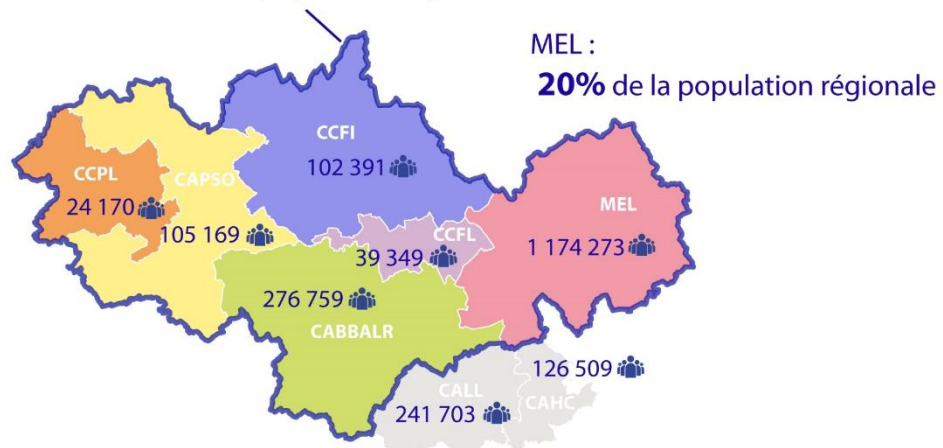 MEL :
20% de la population régionale
CCFI
102 391
CCPL
24 170
CAPSO
105 169
MEL
1 174 273
CCFL
39 349
276 759
CABBALR
126 509
CALL
241 703
CAHC